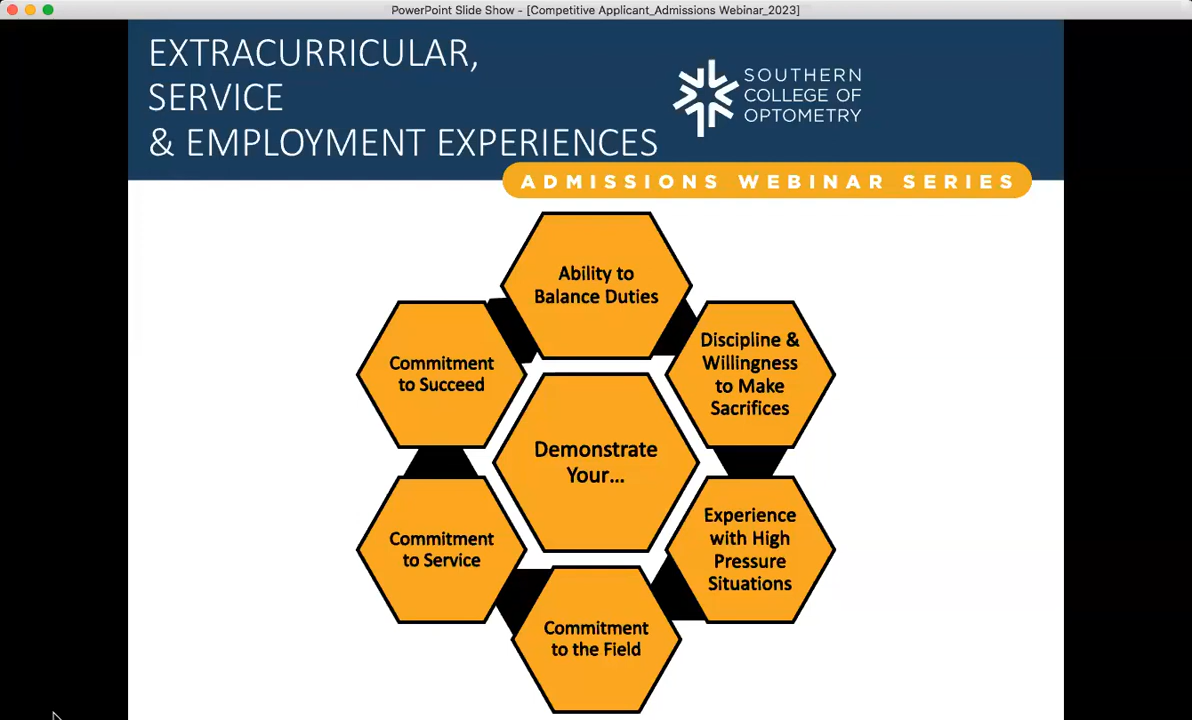 PowerPoint Slide Show - [Competitive Applicant_Admissions Webinar_2023]
EXTRACURRICULAR,
SERVICE
& EMPLOYMENT EXPERIENCES
SOUTHERN
COLLEGE OF
OPTOMETRY
ADMISSIONS WEBINAR SERIES
Ability to
Balance Duties
Discipline &
Willingness
to Make
Sacrifices
Experience
with High
Pressure
Situations
Commitment
to the Field
Commitment
to Service
Commitment
to Succeed
Demonstrate
Your...